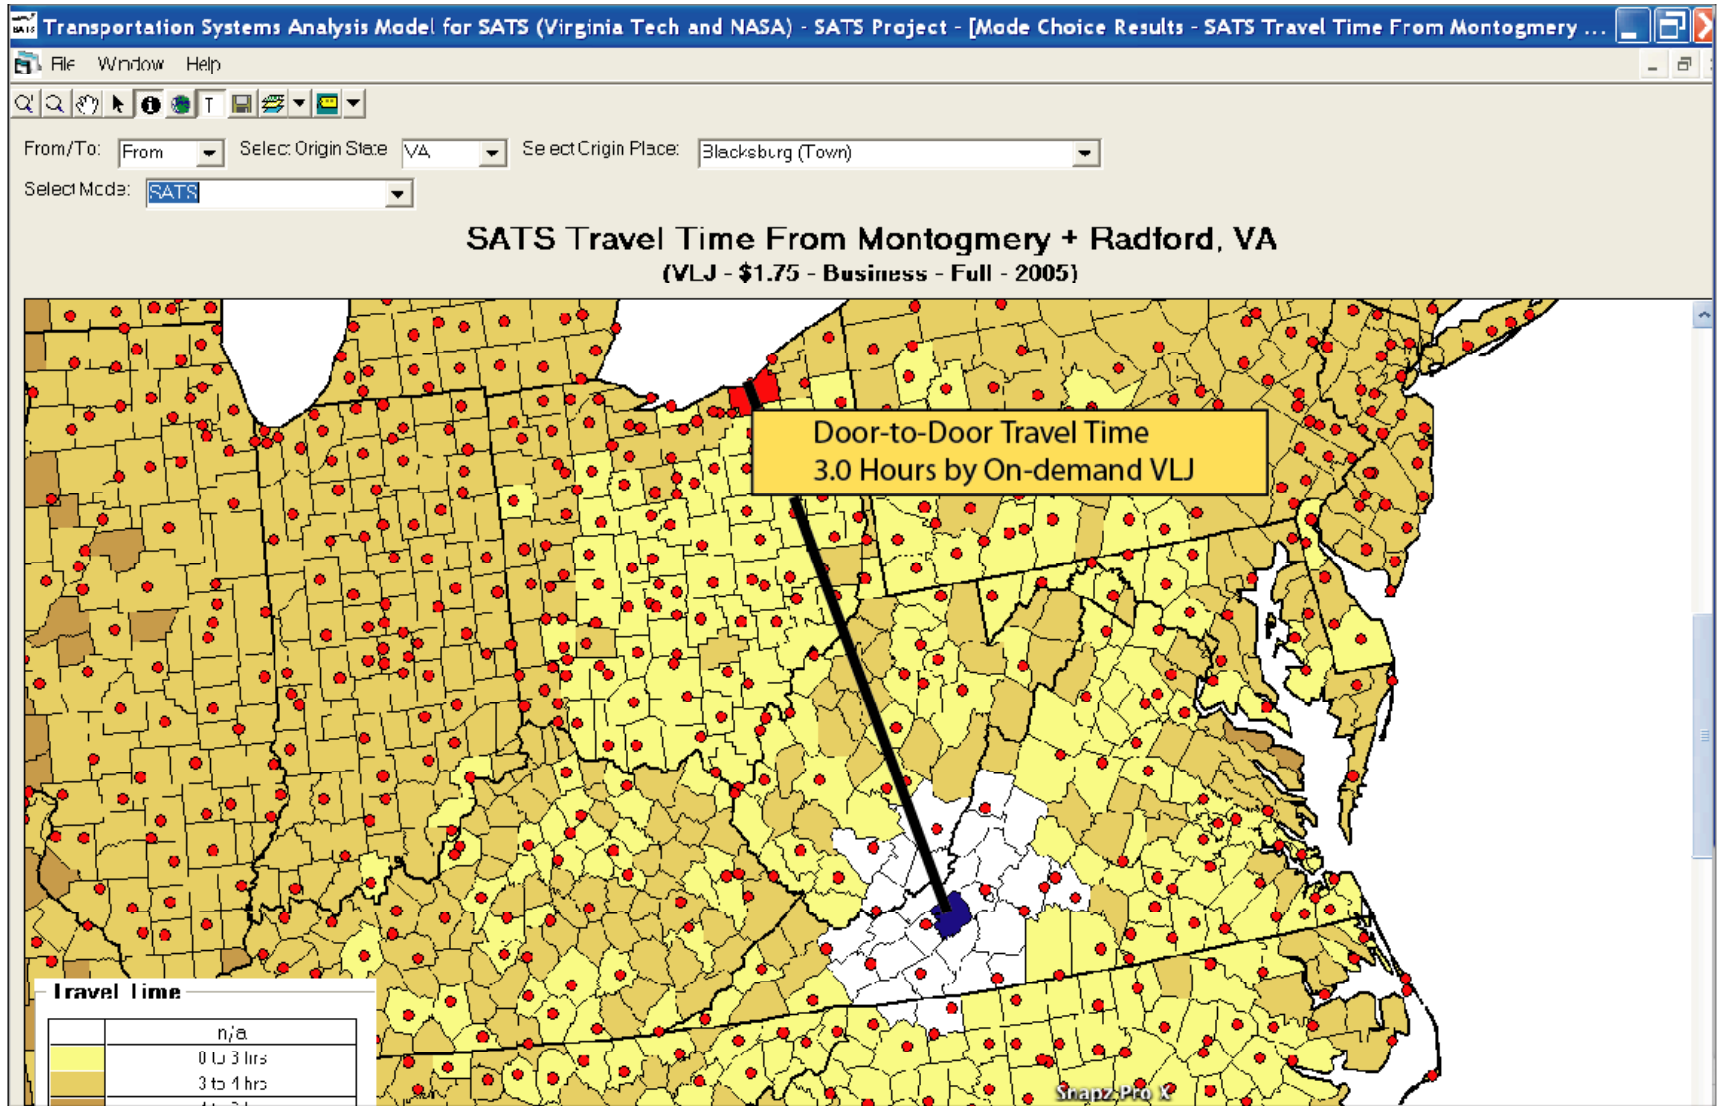 Transportation Systems Analysis Model for SATS (Virginia Tech and NASA) - SATS Project - [Mode Choice Results - SATS Travel Time From Montogmery ...
File Window Help
T
From/To: From Select Origin State VA Select Origin Place: Blacksburg (Town)
Select Mode: SATS
SATS Travel Time From Montogmery + Radford, VA
(VLJ - $1.75 - Business - Full - 2005)
Door-to-Door Travel Time
3.0 Hours by On-demand VLJ
Travel Time
n/a
0 to 3 hrs
3 to 4 hrs
Snapz Pro X